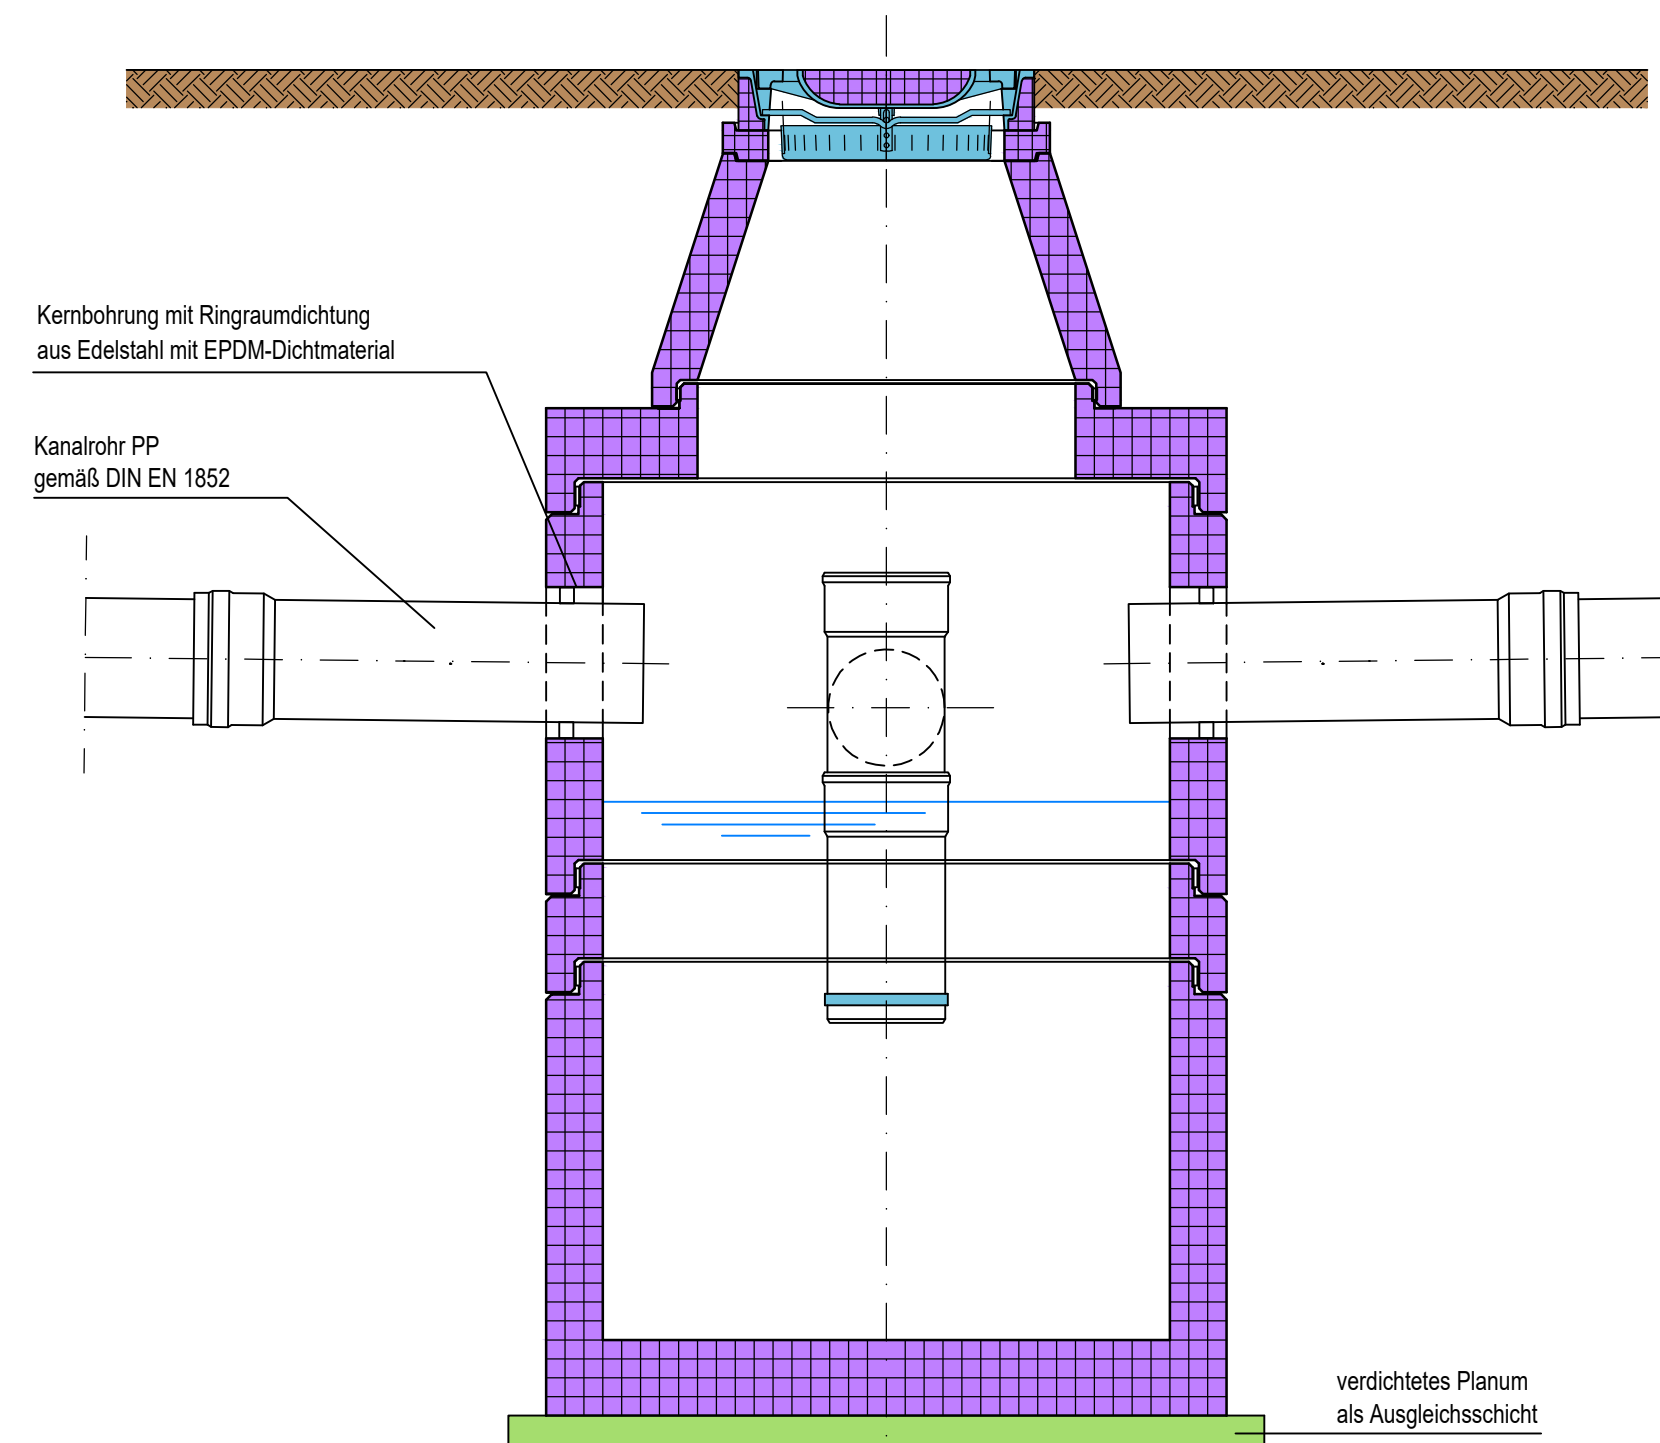 Kernbohrung mit Ringraumdichtung
aus Edelstahl mit EPDM-Dichtmaterial
Kanalrohr PP
gemäß DIN EN 1852
verdichtetes Planum
als Ausgleichsschicht